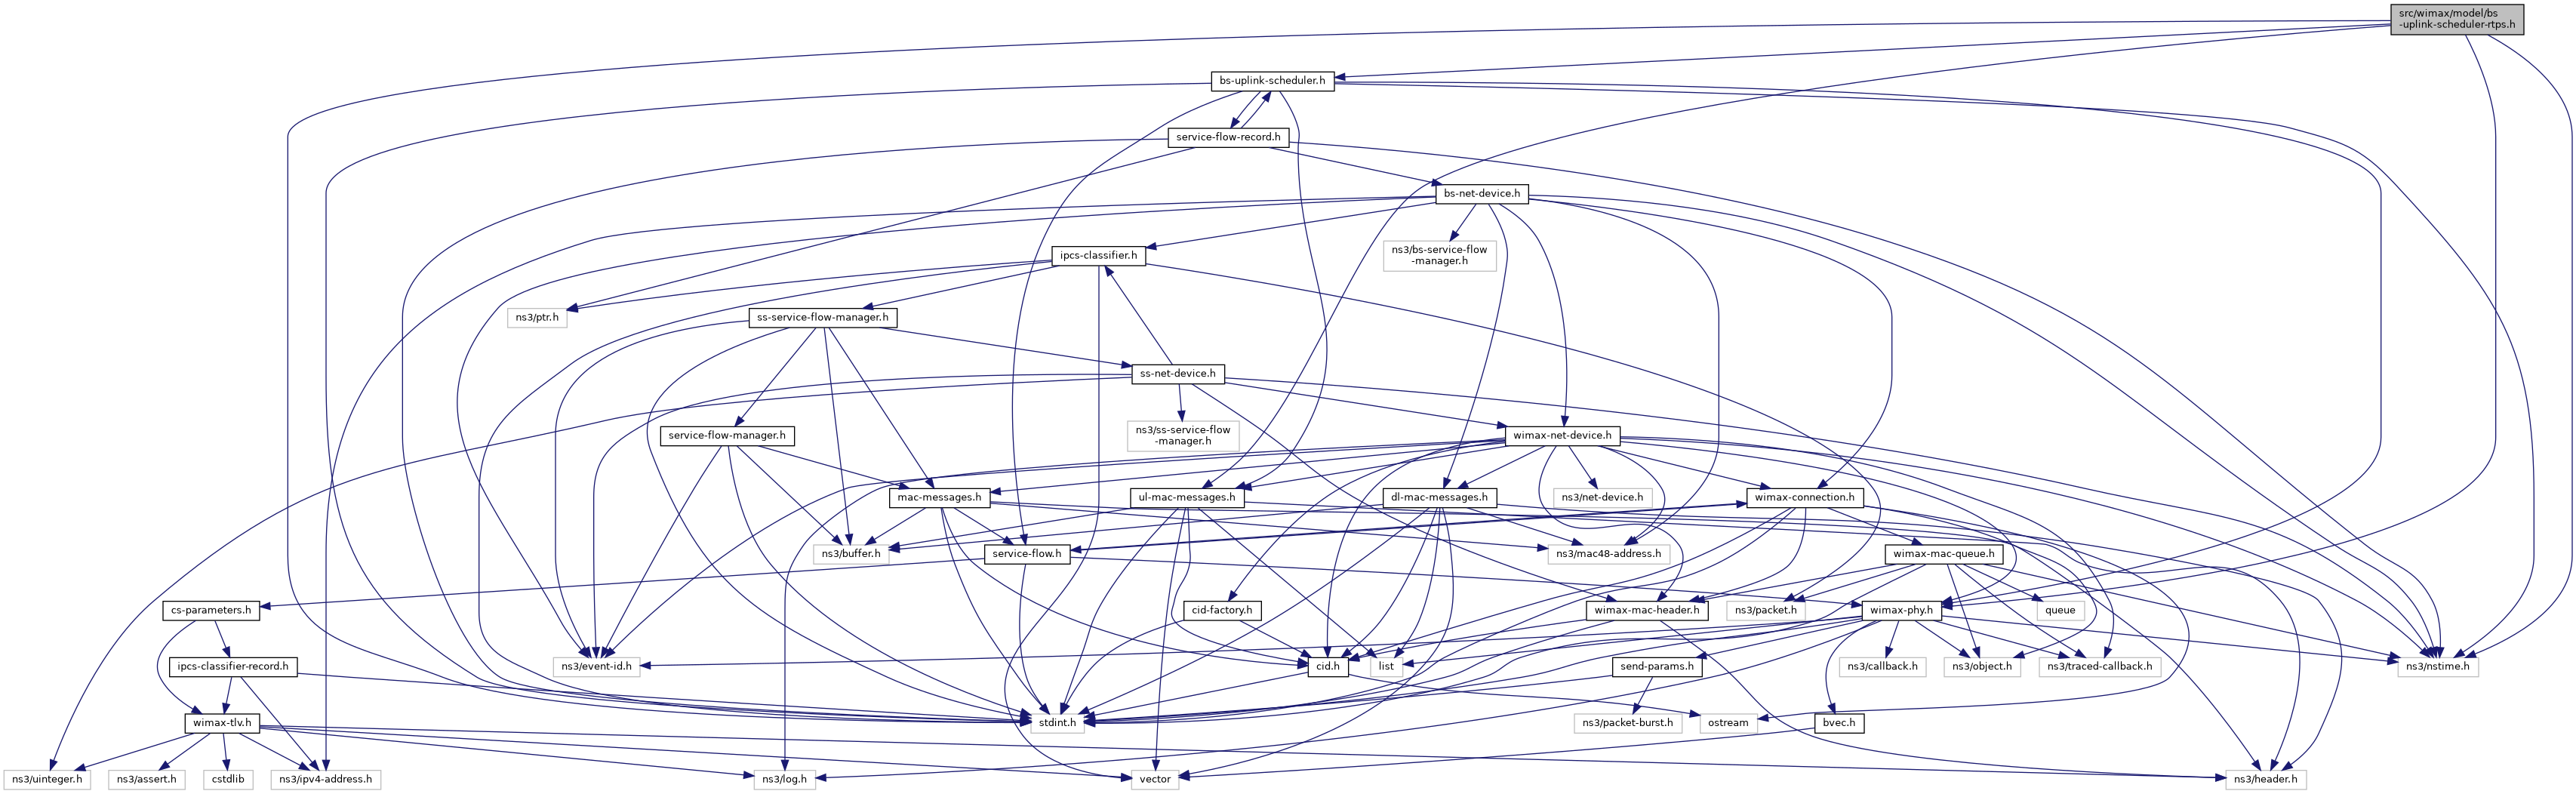 src/wimax/model/bs
-uplink-scheduler-rtps.h
bs-uplink-scheduler.h
service-flow-record.h
bs-net-device.h
ipcs-classifier.h
ns3/bs-service-flow
-manager.h
ns3/ptr.h
ss-service-flow-manager.h
ss-net-device.h
service-flow-manager.h
ns3/ss-service-flow
-manager.h
wimax-net-device.h
mac-messages.h
ul-mac-messages.h
dl-mac-messages.h
ns3/net-device.h
wimax-connection.h
ns3/buffer.h
service-flow.h
ns3/mac48-address.h
wimax-mac-queue.h
cs-parameters.h
cid-factory.h
wimax-mac-header.h
ns3/packet.h
wimax-phy.h
queue
ipcs-classifier-record.h
ns3/event-id.h
cid.h
list
send-params.h
ns3/callback.h
ns3/object.h
ns3/traced-callback.h
ns3/nstime.h
wimax-tlv.h
stdint.h
ns3/packet-burst.h
ostream
bvec.h
ns3/uinteger.h
ns3/assert.h
cstdlib
ns3/ipv4-address.h
ns3/log.h
vector
ns3/header.h